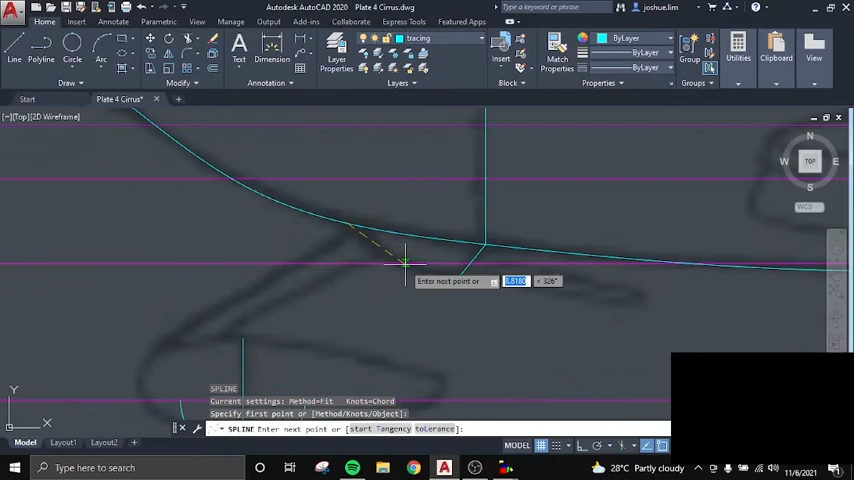 Autodesk AutoCAD 2020 Plate 4 Cirrus.dwg
Type a keyword or phrase
joshue.lim
Home Insert Annotate Parametric View Manage Output Add-ins Collaborate Express Tools Featured Apps
Line Polyline Circle Arc
Text Dimension
Layer Properties
tracing
Insert
Match Properties
ByLayer
ByLayer
ByLayer
Group
Utilities
Clipboard
View
Draw Modify Annotation Layers Block Properties Groups
Start Plate 4 Cirrus*
[-][Top][2D Wireframe]
N
W TOP E
S
WCS
Enter next point or 8.8180 < 326°
Y
X
SPLINE
Current settings: Method=Fit Knots=Chord
Specify first point or [Method/Knots/Object]:
SPLINE Enter next point or [start Tangency toLerance]:
Model Layout1 Layout2
MODEL
Type here to search
28°C Partly cloudy
11/6/2021